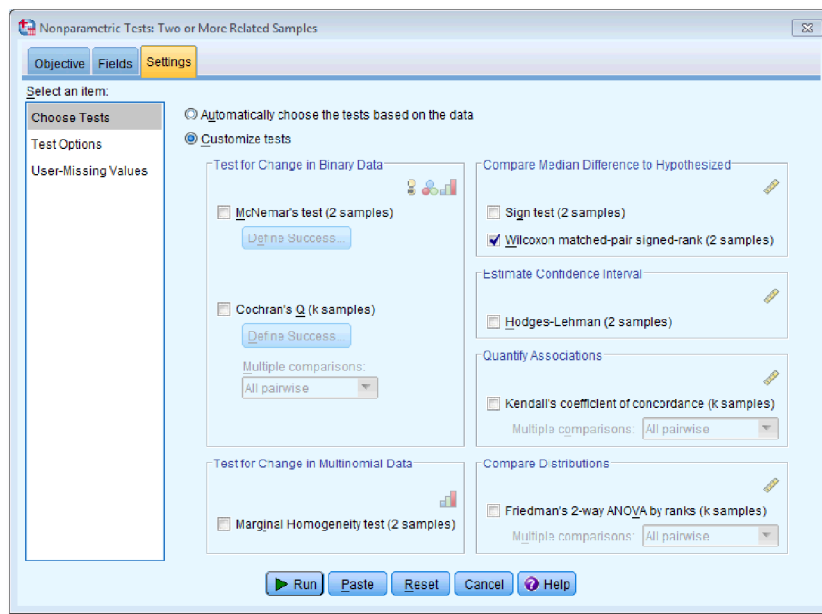 Nonparametric Tests: Two or More Related Samples
Objective Fields Settings
Select an item:
Choose Tests
Test Options
User-Missing Values
Automatically choose the tests based on the data
Customize tests
Test for Change in Binary Data
McNemar's test (2 samples)
Define Success...
Cochran's Q (k samples)
Define Success...
Multiple comparisons:
All pairwise
Test for Change in Multinomial Data
Marginal Homogeneity test (2 samples)
Compare Median Difference to Hypothesized
Sign test (2 samples)
Wilcoxon matched-pair signed-rank (2 samples)
Estimate Confidence Interval
Hodges-Lehman (2 samples)
Quantify Associations
Kendall's coefficient of concordance (k samples)
Multiple comparisons: All pairwise
Compare Distributions
Friedman's 2-way ANOVA by ranks (k samples)
Multiple comparisons: All pairwise
Run Paste Reset Cancel Help